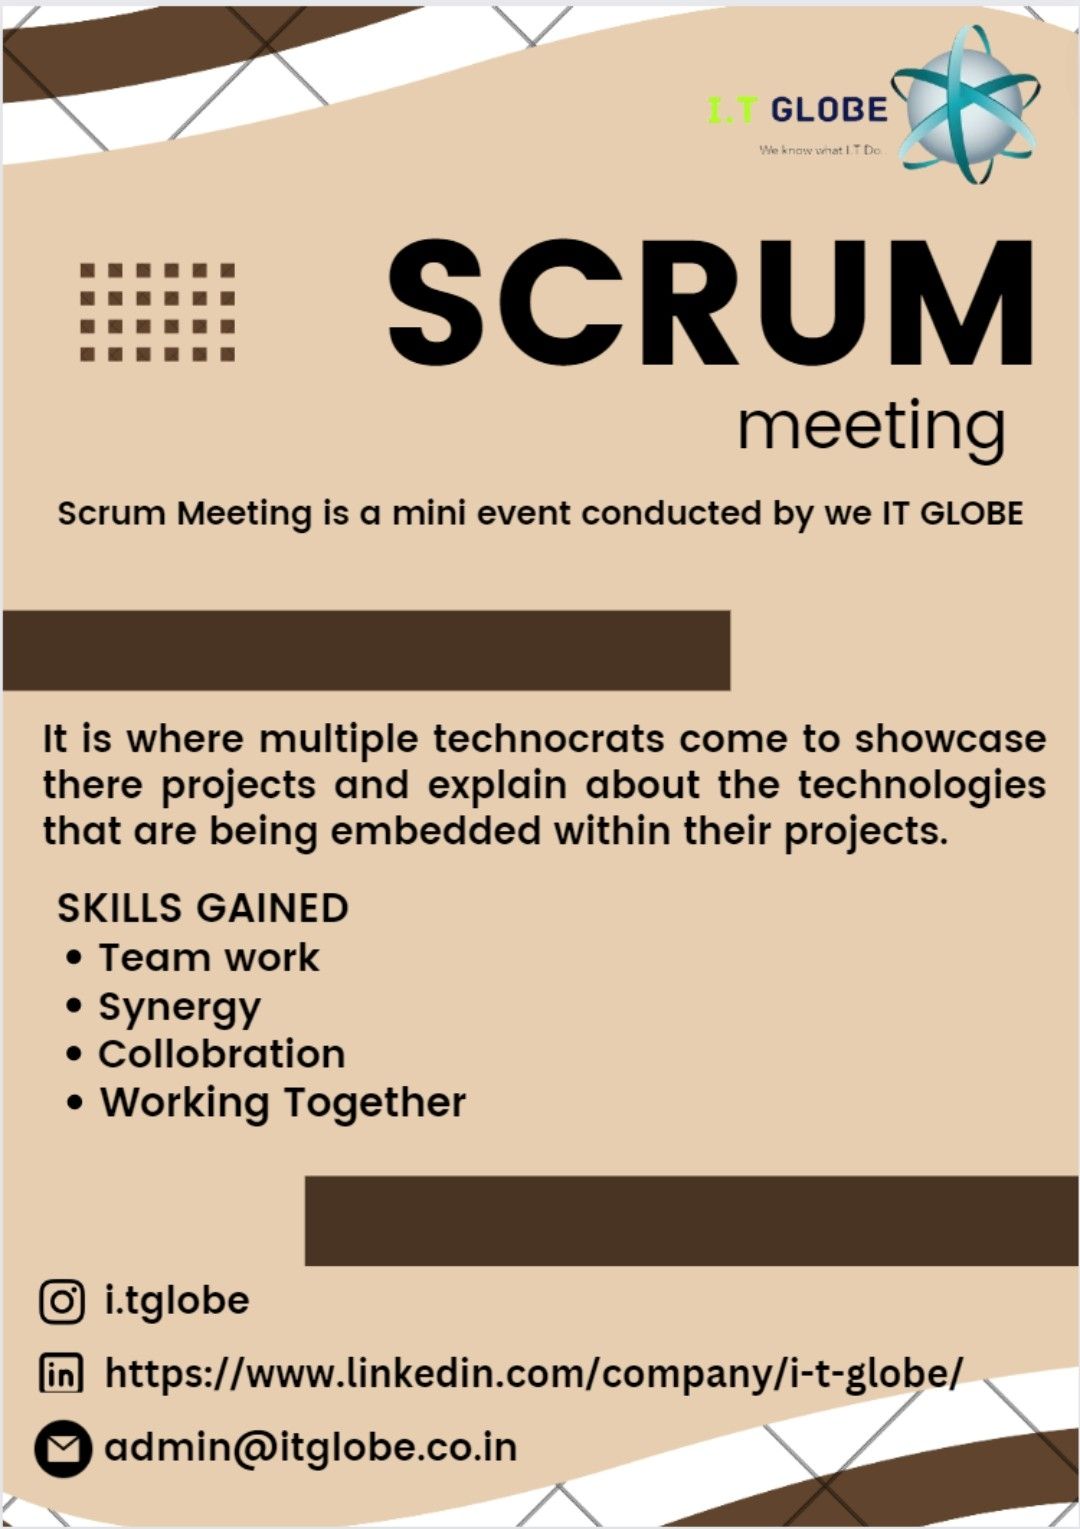 I.T GLOBE
We know what I.T Do..
SCRUM
meeting
Scrum Meeting is a mini event conducted by we IT GLOBE
It is where multiple technocrats come to showcase
there projects and explain about the technologies
that are being embedded within their projects.
SKILLS GAINED
• Team work
• Synergy
• Collobration
• Working Together
i.tglobe
in https://www.linkedin.com/company/i-t-globe/
admin@itglobe.co.in